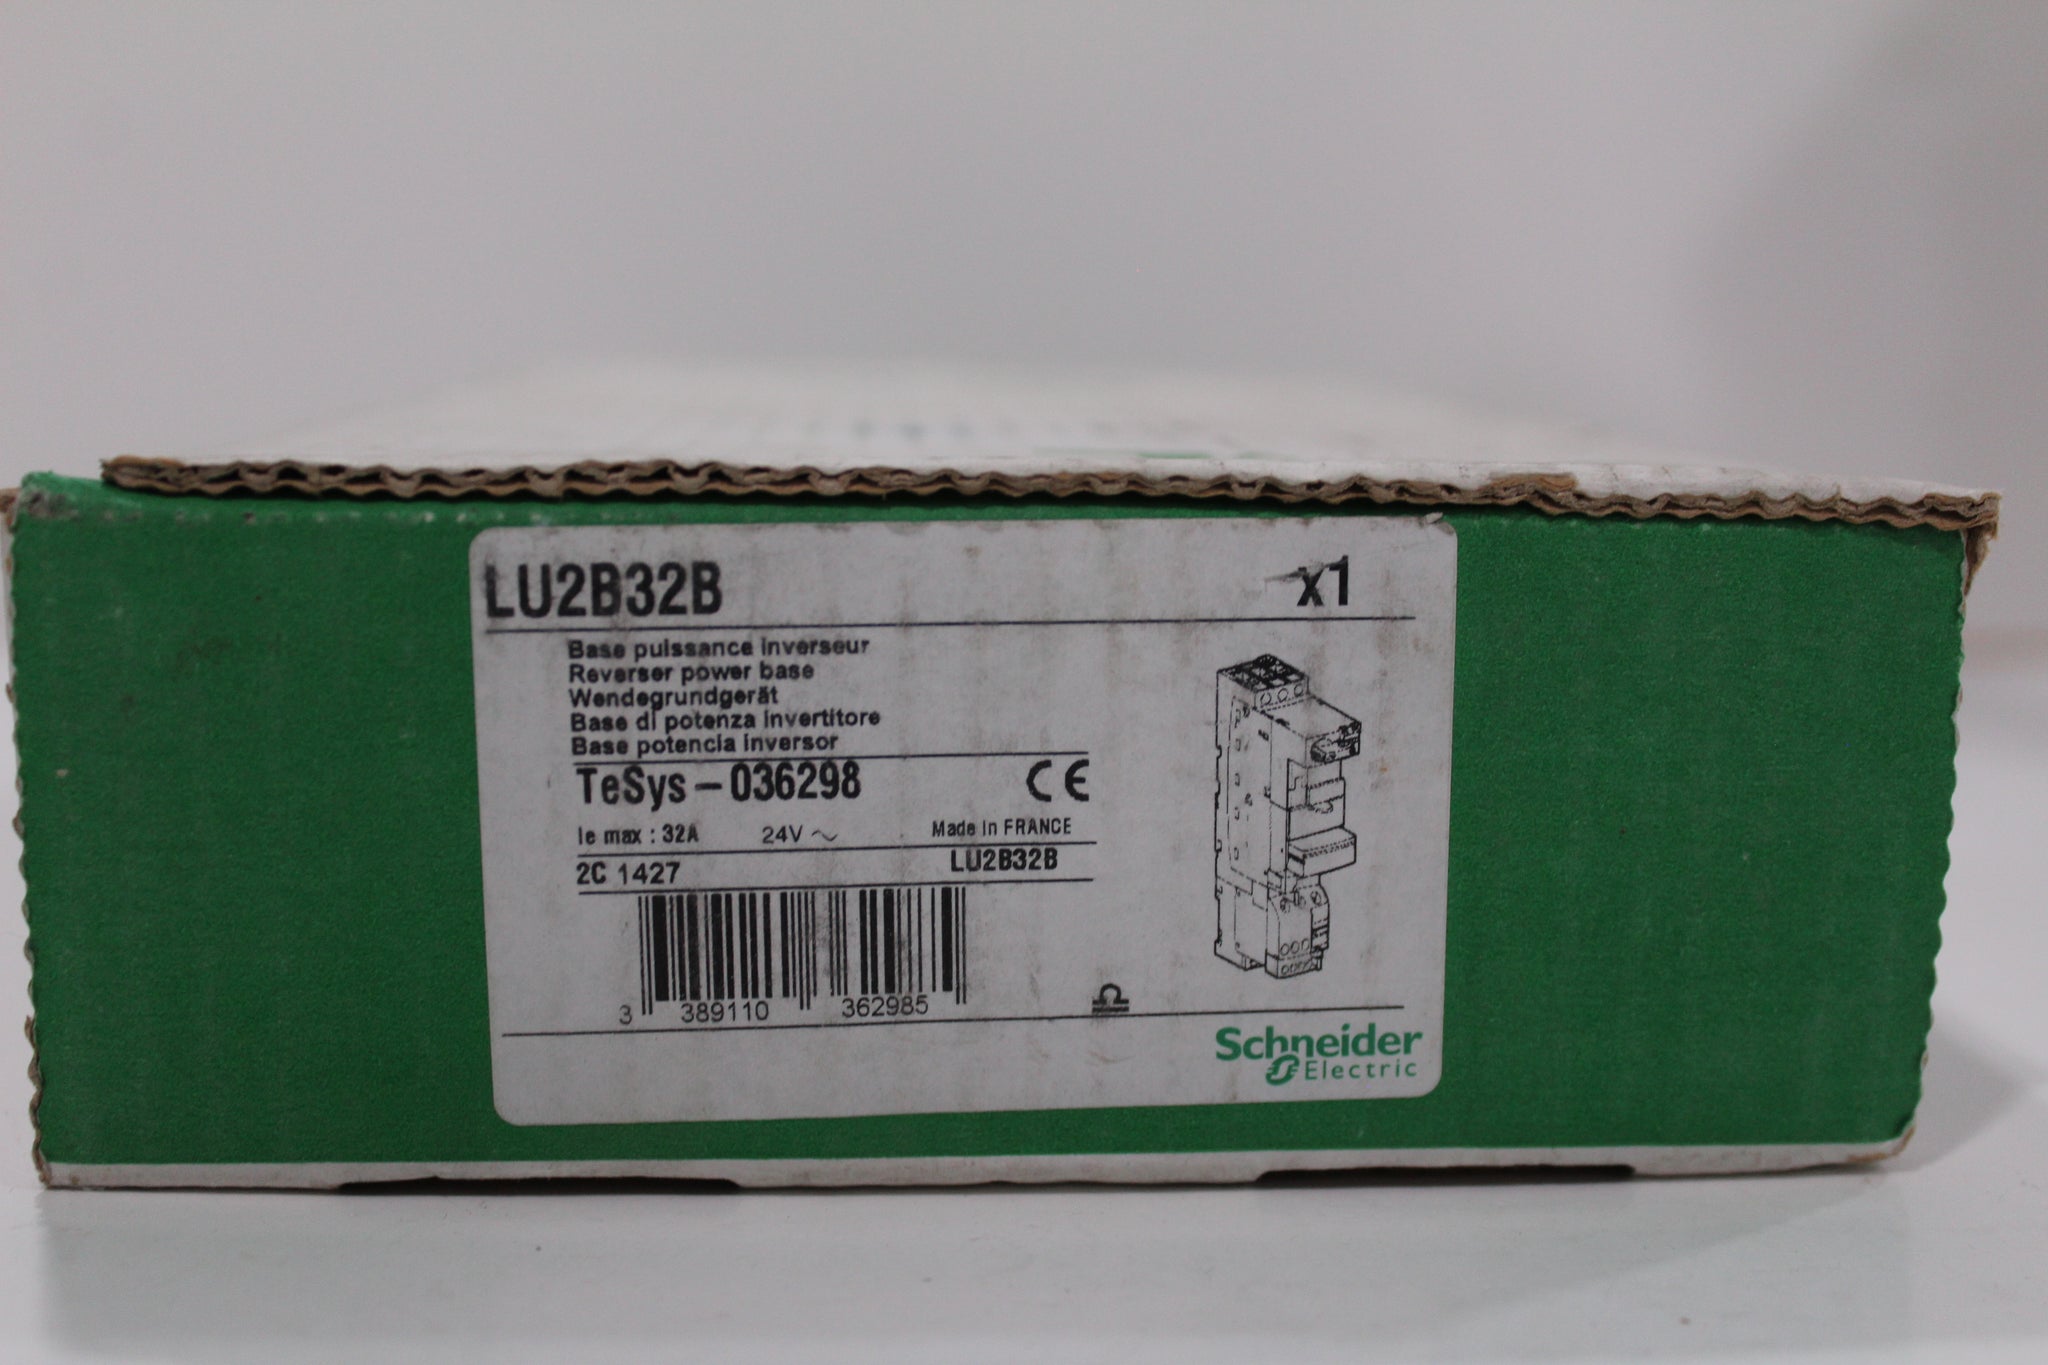 LU2B32B x1
Base puissance inverseur
Reverser power base
Wendegrundgerät
Base di potenza invertitore
Base potencia inversor
TeSys - 036298 CE
Ie max : 32A 24V ~ Made in FRANCE
2C 1427 LU2B32B
3 389110 362985
Schneider
Electric